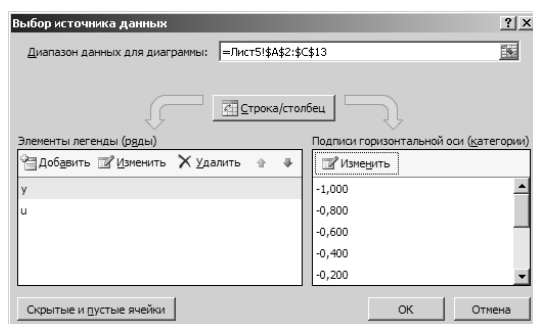 Выбор источника данных
Диапазон данных для диаграммы: =Лист5!$A$2:$C$13
Строка/столбец
Элементы легенды (ряды)
Добавить Изменить Удалить
y
u
Подписи горизонтальной оси (категории)
Изменить
-1,000
-0,800
-0,600
-0,400
-0,200
Скрытые и пустые ячейки
ОК Отмена